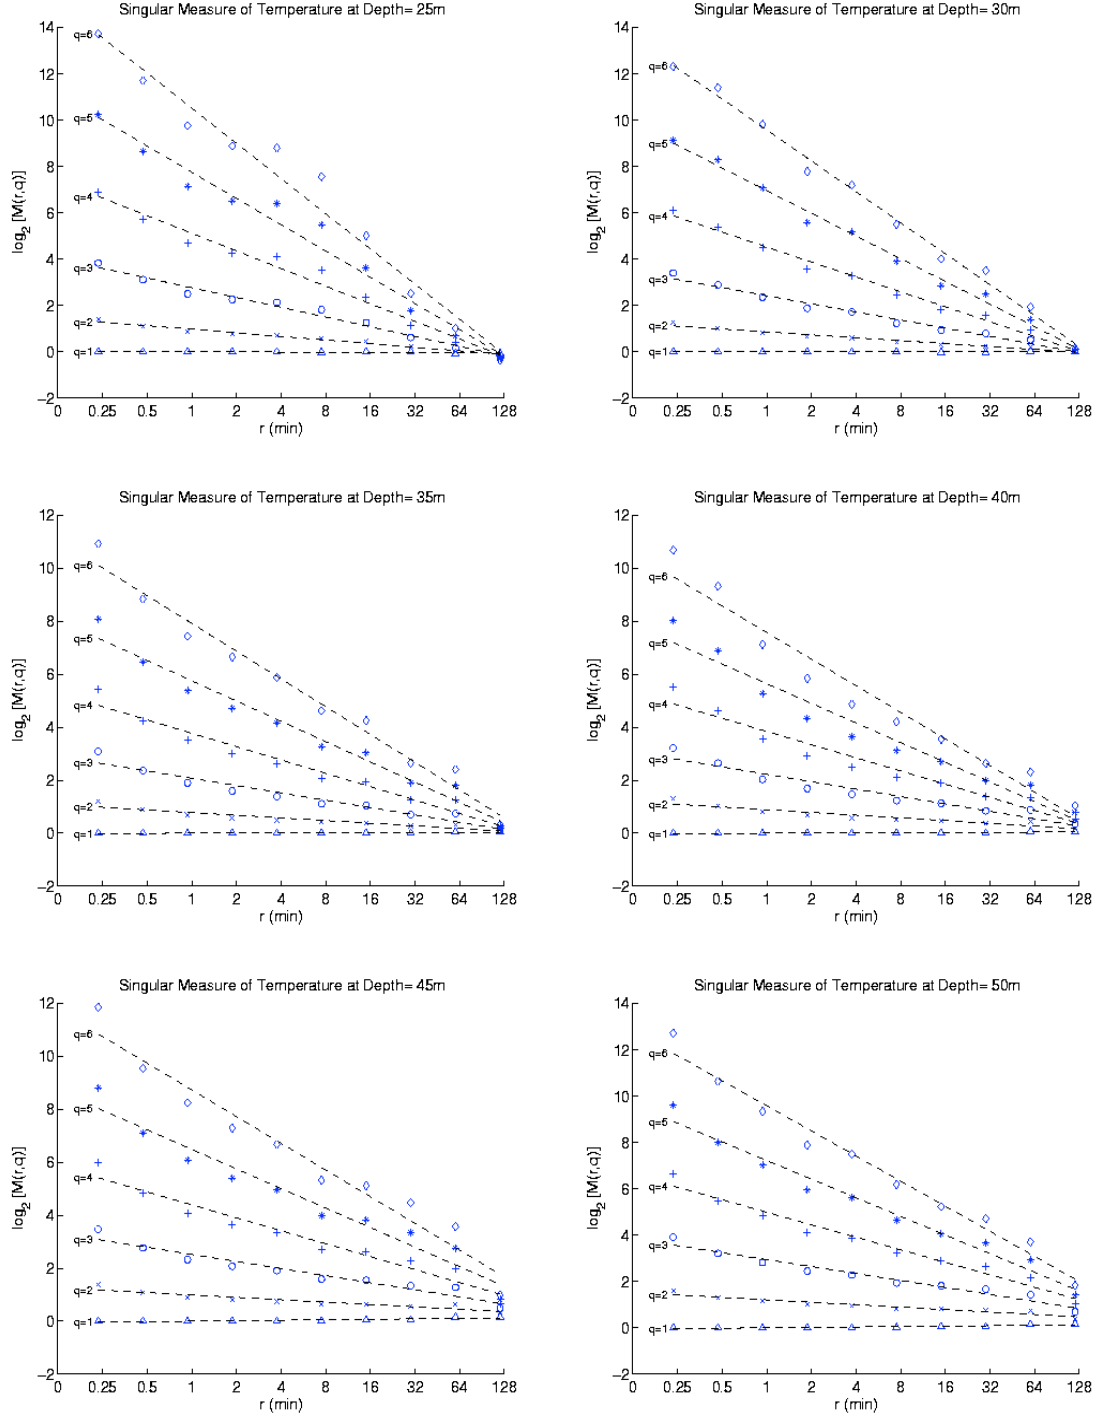 Singular Measure of Temperature at Depth= 25m
14
12
10
8
6
4
2
0
−2
log2 [M(r,q)]
q=6
q=5
q=4
q=3
q=2
q=1
0 0.25 0.5 1 2 4 8 16 32 64 128
r (min)
Singular Measure of Temperature at Depth= 30m
14
12
10
8
6
4
2
0
−2
log2 [M(r,q)]
q=6
q=5
q=4
q=3
q=2
q=1
0 0.25 0.5 1 2 4 8 16 32 64 128
r (min)
Singular Measure of Temperature at Depth= 35m
12
10
8
6
4
2
0
−2
log2 [M(r,q)]
q=6
q=5
q=4
q=3
q=2
q=1
0 0.25 0.5 1 2 4 8 16 32 64 128
r (min)
Singular Measure of Temperature at Depth= 40m
12
10
8
6
4
2
0
−2
log2 [M(r,q)]
q=6
q=5
q=4
q=3
q=2
q=1
0 0.25 0.5 1 2 4 8 16 32 64 128
r (min)
Singular Measure of Temperature at Depth= 45m
12
10
8
6
4
2
0
−2
log2 [M(r,q)]
q=6
q=5
q=4
q=3
q=2
q=1
0 0.25 0.5 1 2 4 8 16 32 64 128
r (min)
Singular Measure of Temperature at Depth= 50m
14
12
10
8
6
4
2
0
−2
log2 [M(r,q)]
q=6
q=5
q=4
q=3
q=2
q=1
0 0.25 0.5 1 2 4 8 16 32 64 128
r (min)